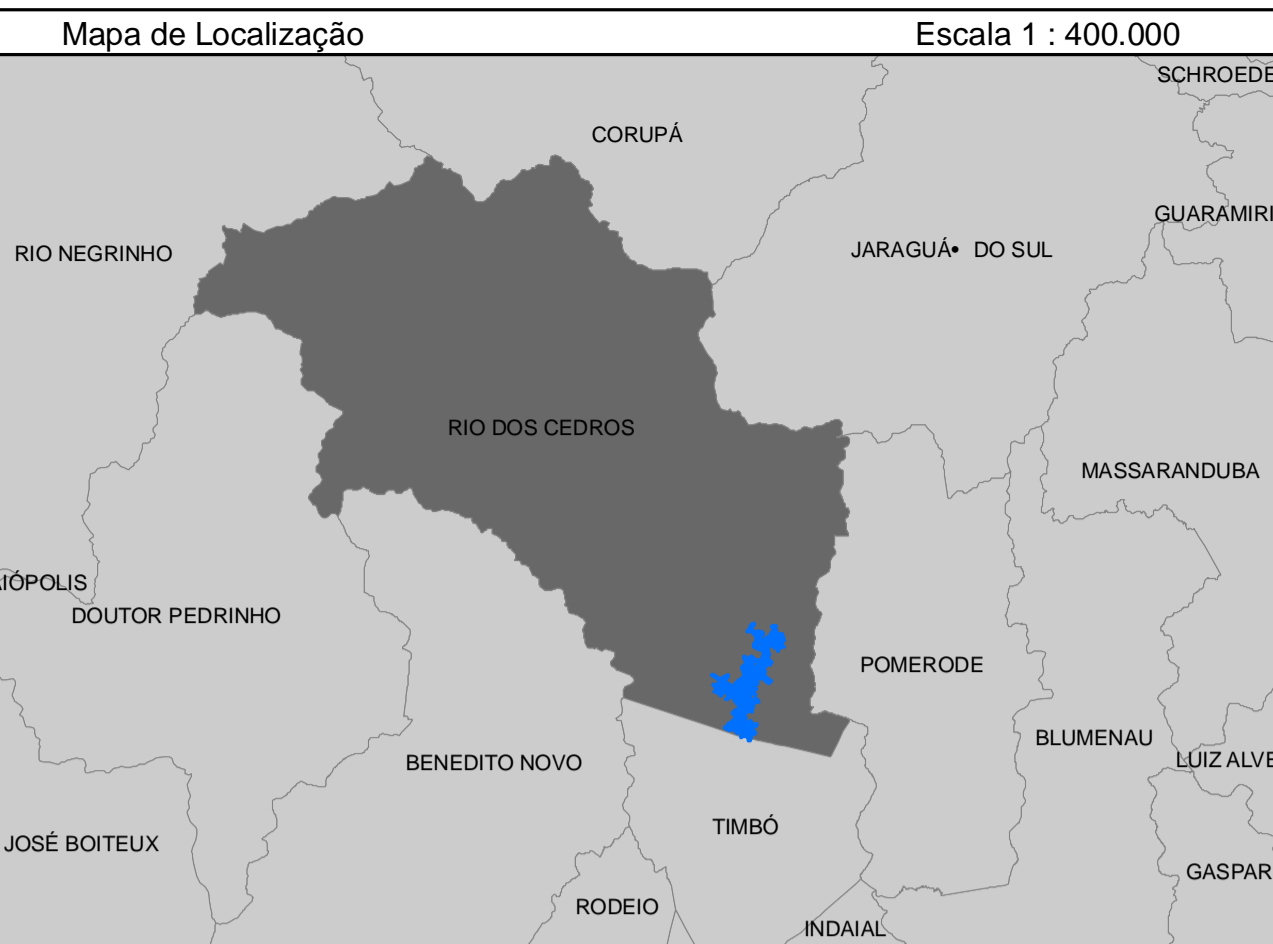 Mapa de Localização
Escala 1 : 400.000
SCHROEDE
CORUPÁ
GUARAMIRI
RIO NEGRINHO
JARAGUÁ• DO SUL
RIO DOS CEDROS
MASSARANDUBA
IÓPOLIS
DOUTOR PEDRINHO
POMERODE
BLUMENAU
BENEDITO NOVO
LUIZ ALVE
TIMBÓ
JOSÉ BOITEUX
GASPAR
RODEIO
INDAIAL